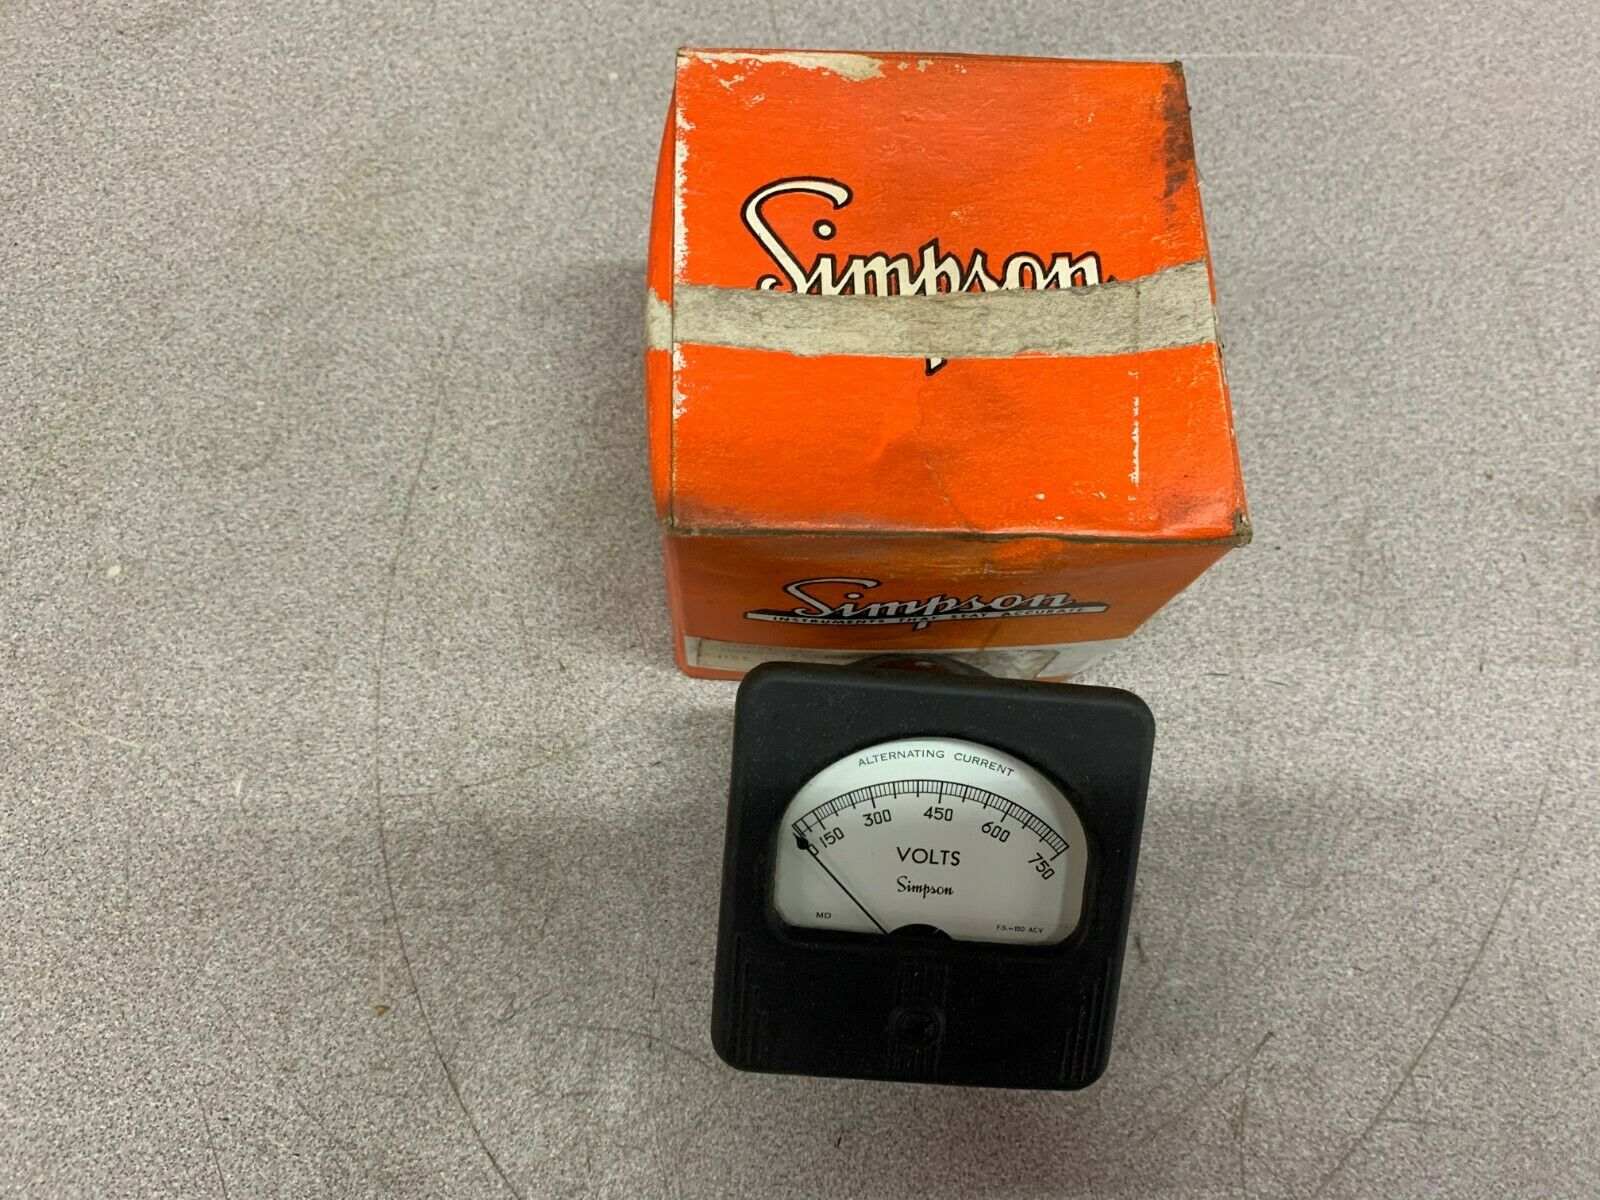 Simpson
Simpson
INSTRUMENTS THAT STAY ACCURATE
ALTERNATING CURRENT
0 150 300 450 600 750
VOLTS
Simpson
MD
F.S.=150 ACV